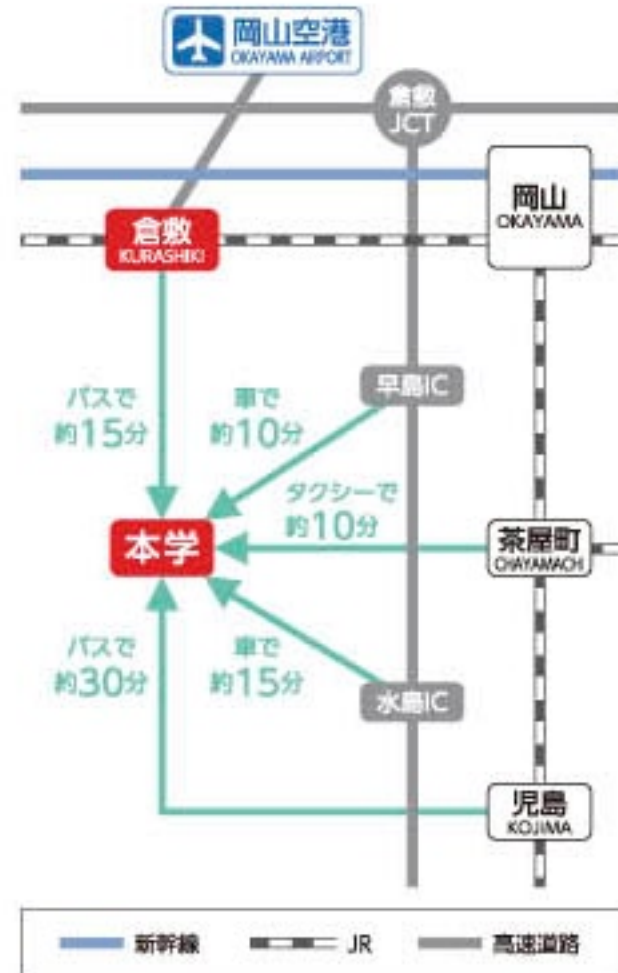 岡山空港
OKAYAMA AIRPORT
倉敷
JCT
岡山
OKAYAMA
倉敷
KURASHIKI
早島IC
バスで
約15分
車で
約10分
タクシーで
約10分
本学
茶屋町
CHAYAMACHI
バスで
約30分
車で
約15分
水島IC
児島
KOJIMA
新幹線
JR
高速道路